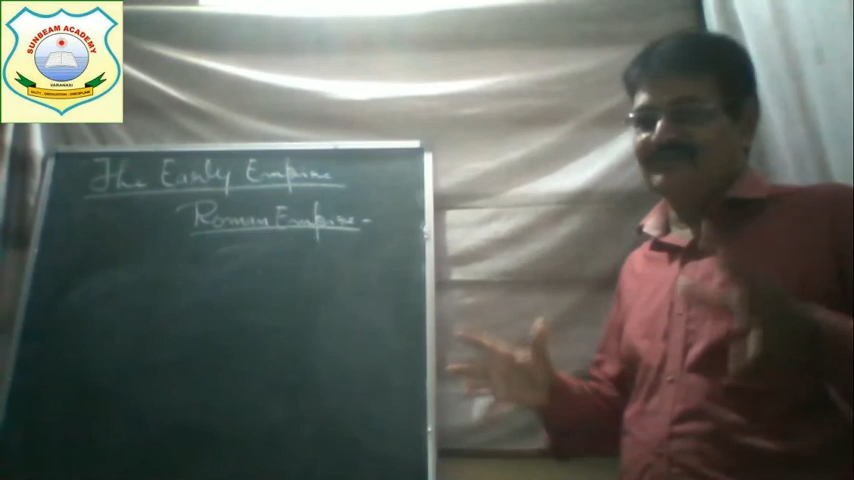 SUNBEAM ACADEMY
VARANASI
The Early Empire
Roman Empire -